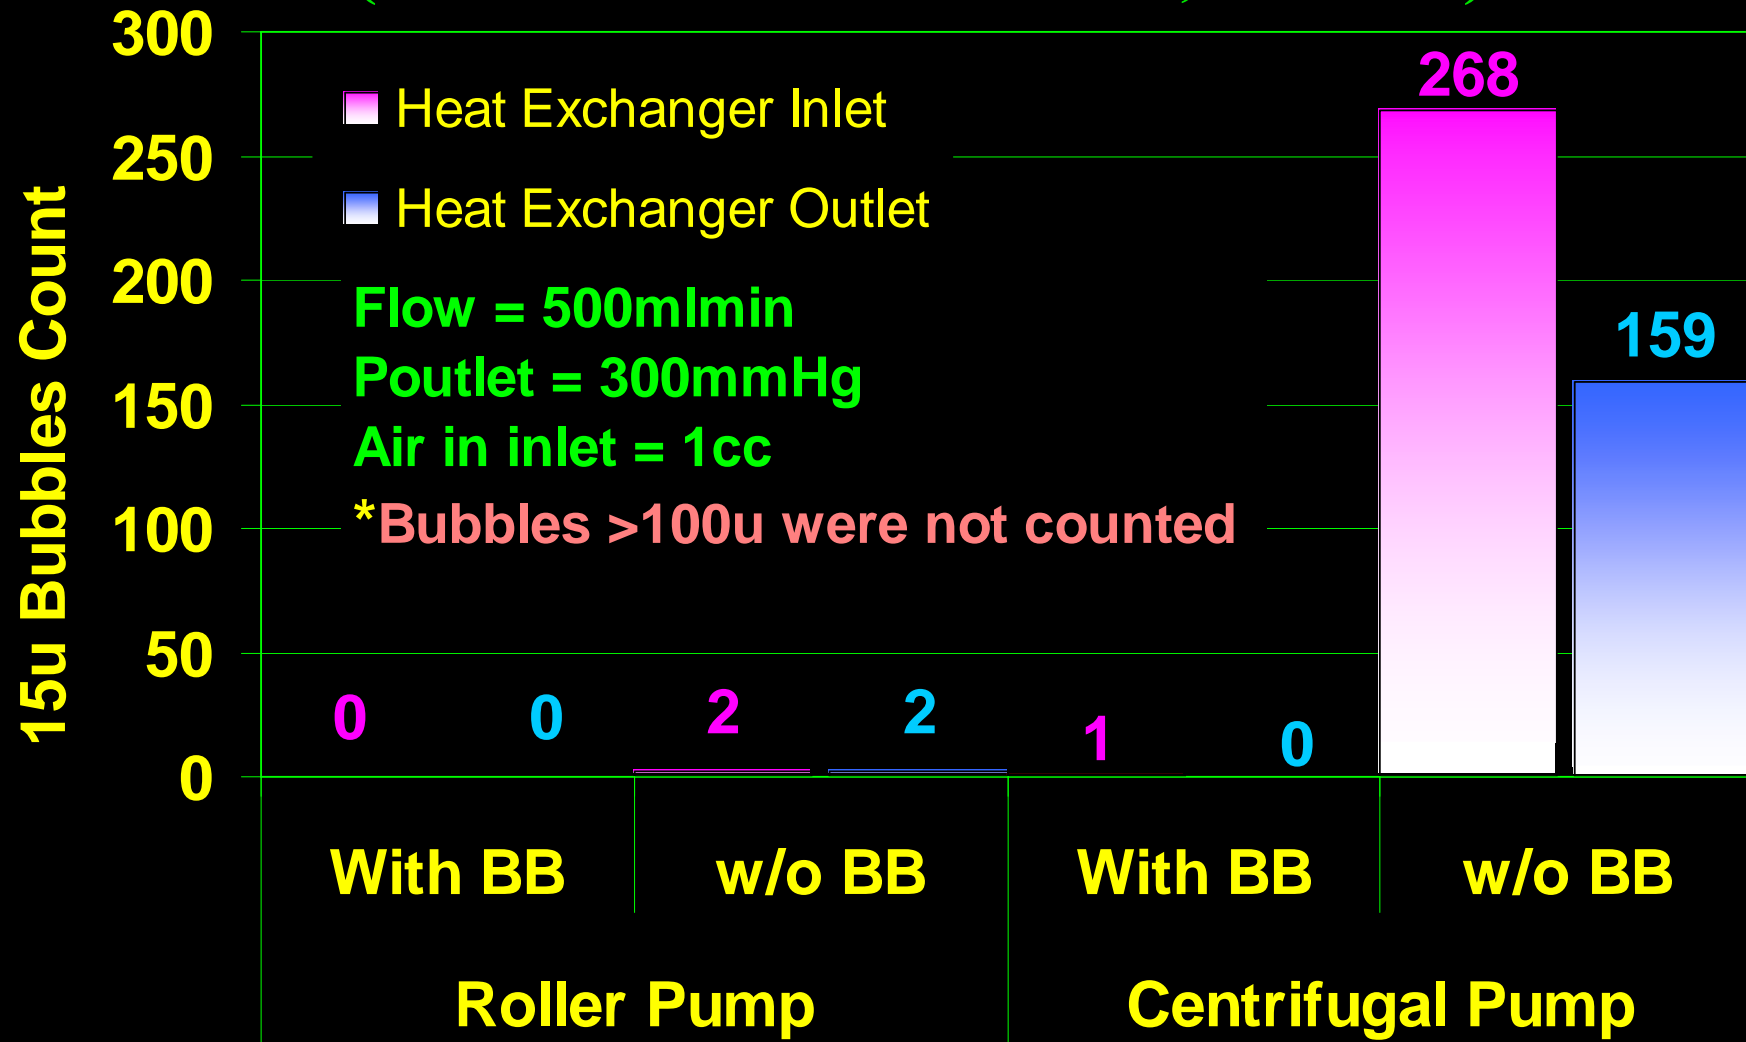 300
250
200
150
100
50
0
15u Bubbles Count
Heat Exchanger Inlet
Heat Exchanger Outlet
Flow = 500mlmin
Poutlet = 300mmHg
Air in inlet = 1cc
*Bubbles >100u were not counted
0
0
2
2
1
0
268
159
With BB
w/o BB
With BB
w/o BB
Roller Pump
Centrifugal Pump